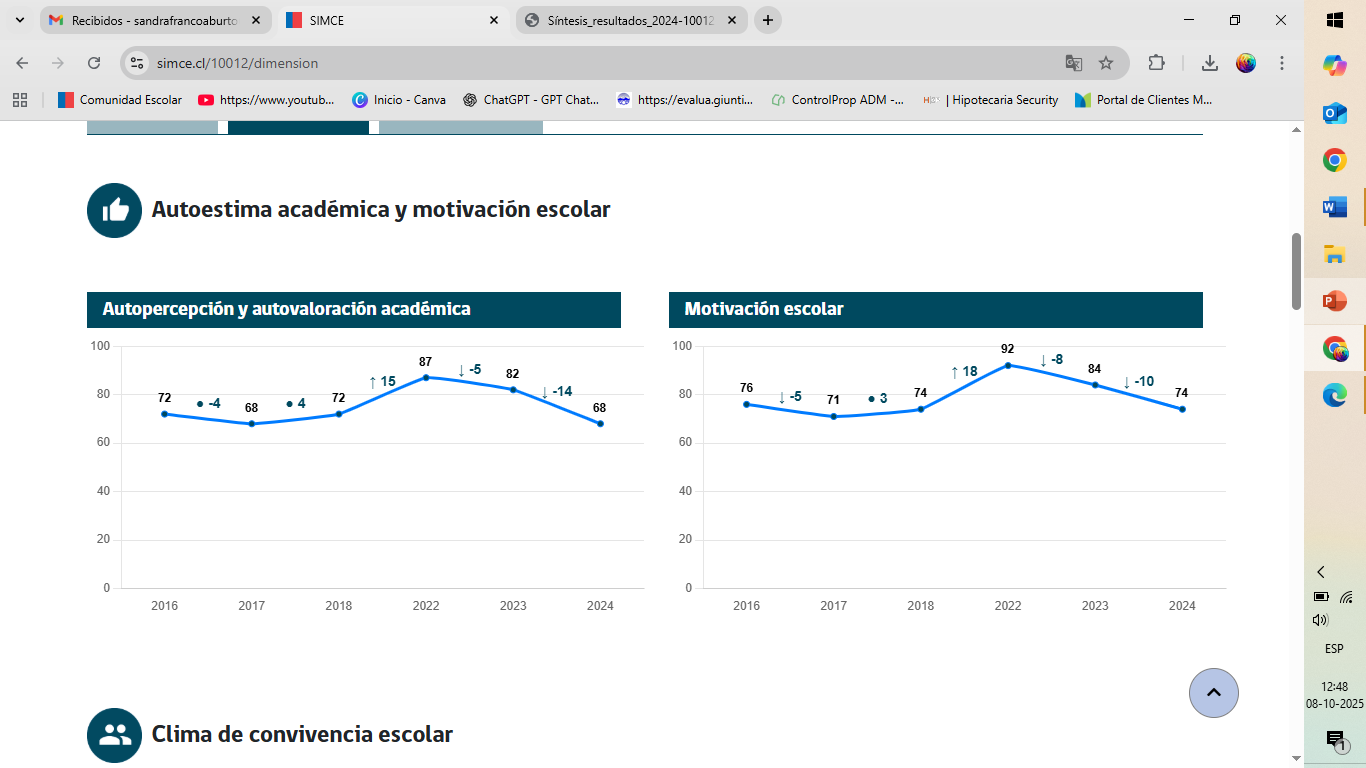 Recibidos - sandrafrancoaburto
SIMCE
Síntesis_resultados_2024-10012
simce.cl/10012/dimension
Comunidad Escolar
https://www.youtub...
Inicio - Canva
ChatGPT - GPT Chat...
https://evalua.giunti...
ControlProp ADM -...
| Hipotecaria Security
Portal de Clientes M...
Autoestima académica y motivación escolar
Autopercepción y autovaloración académica
100
80
60
40
20
0
72
• -4
68
• 4
72
↑ 15
87
↓ -5
82
↓ -14
68
2016 2017 2018 2022 2023 2024
Motivación escolar
100
80
60
40
20
0
76
↓ -5
71
• 3
74
↑ 18
92
↓ -8
84
↓ -10
74
2016 2017 2018 2022 2023 2024
Clima de convivencia escolar
ESP
12:48
08-10-2025
1